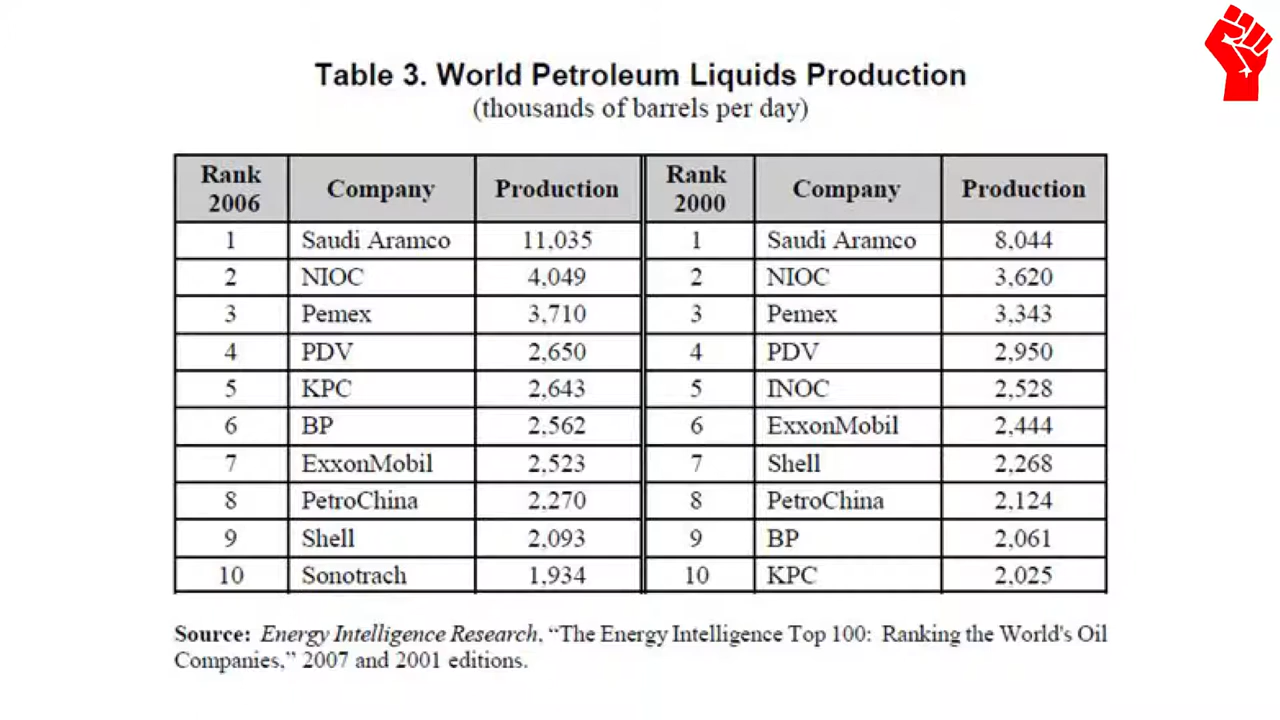 Table 3. World Petroleum Liquids Production
(thousands of barrels per day)
Rank 2006 Company Production Rank 2000 Company Production
1 Saudi Aramco 11,035 1 Saudi Aramco 8,044
2 NIOC 4,049 2 NIOC 3,620
3 Pemex 3,710 3 Pemex 3,343
4 PDV 2,650 4 PDV 2,950
5 KPC 2,643 5 INOC 2,528
6 BP 2,562 6 ExxonMobil 2,444
7 ExxonMobil 2,523 7 Shell 2,268
8 PetroChina 2,270 8 PetroChina 2,124
9 Shell 2,093 9 BP 2,061
10 Sonotrach 1,934 10 KPC 2,025
Source: Energy Intelligence Research, “The Energy Intelligence Top 100: Ranking the World's Oil
Companies,” 2007 and 2001 editions.